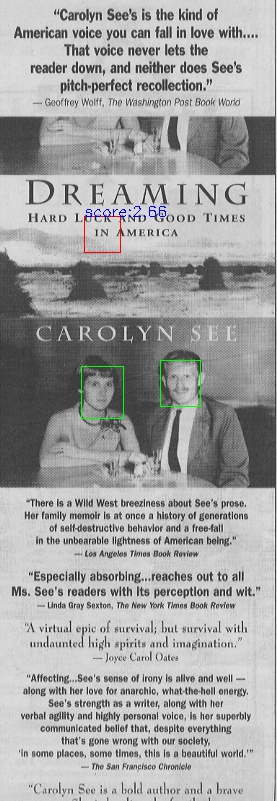 “Carolyn See's is the kind of
American voice you can fall in love with....
That voice never lets the
reader down, and neither does See's
pitch-perfect recollection.”
— Geoffrey Wolff, The Washington Post Book World
DREAMING
score:2.66
HARD LUCK AND GOOD TIMES
IN AMERICA
CAROLYN SEE
“There is a Wild West breeziness about See's prose.
Her family memoir is at once a history of generations
of self-destructive behavior and a free-fall
in the unbearable lightness of American being.”
— Los Angeles Times Book Review
“Especially absorbing...reaches out to all
Ms. See's readers with its perception and wit.”
— Linda Gray Sexton, The New York Times Book Review
“A virtual epic of survival; but survival with
undaunted high spirits and imagination.”
— Joyce Carol Oates
“Affecting...See's sense of irony is alive and well —
along with her love for anarchic, what-the-hell energy.
See's strength as a writer, along with her
verbal agility and highly personal voice, is her superbly
communicated belief that, despite everything
that's gone wrong with our society,
‘in some places, some times, this is a beautiful world.’”
— The San Francisco Chronicle
“Carolyn See is a bold author and a brave